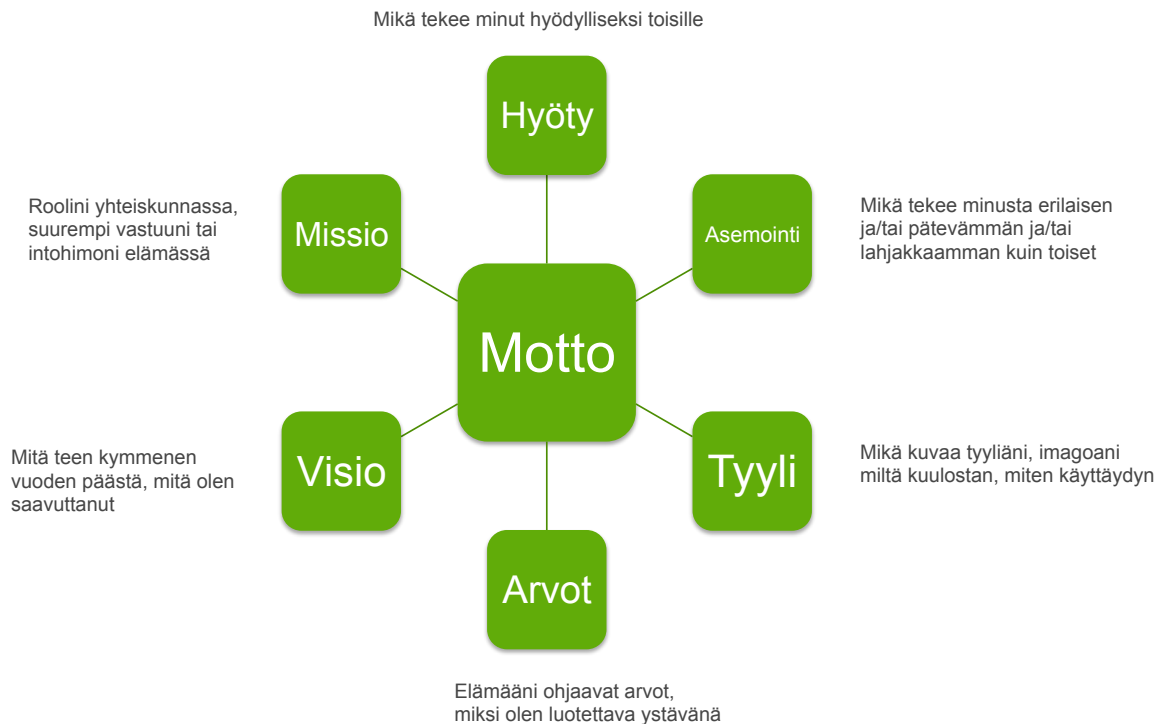 Mikä tekee minut hyödylliseksi toisille
Hyöty
Roolini yhteiskunnassa,
suurempi vastuuni tai
intohimoni elämässä
Missio
Asemointi
Mikä tekee minusta erilaisen
ja/tai pätevämmän ja/tai
lahjakkaamman kuin toiset
Motto
Mitä teen kymmenen
vuoden päästä, mitä olen
saavuttanut
Visio
Tyyli
Mikä kuvaa tyyliäni, imagoani
miltä kuulostan, miten käyttäydyn
Arvot
Elämääni ohjaavat arvot,
miksi olen luotettava ystävänä